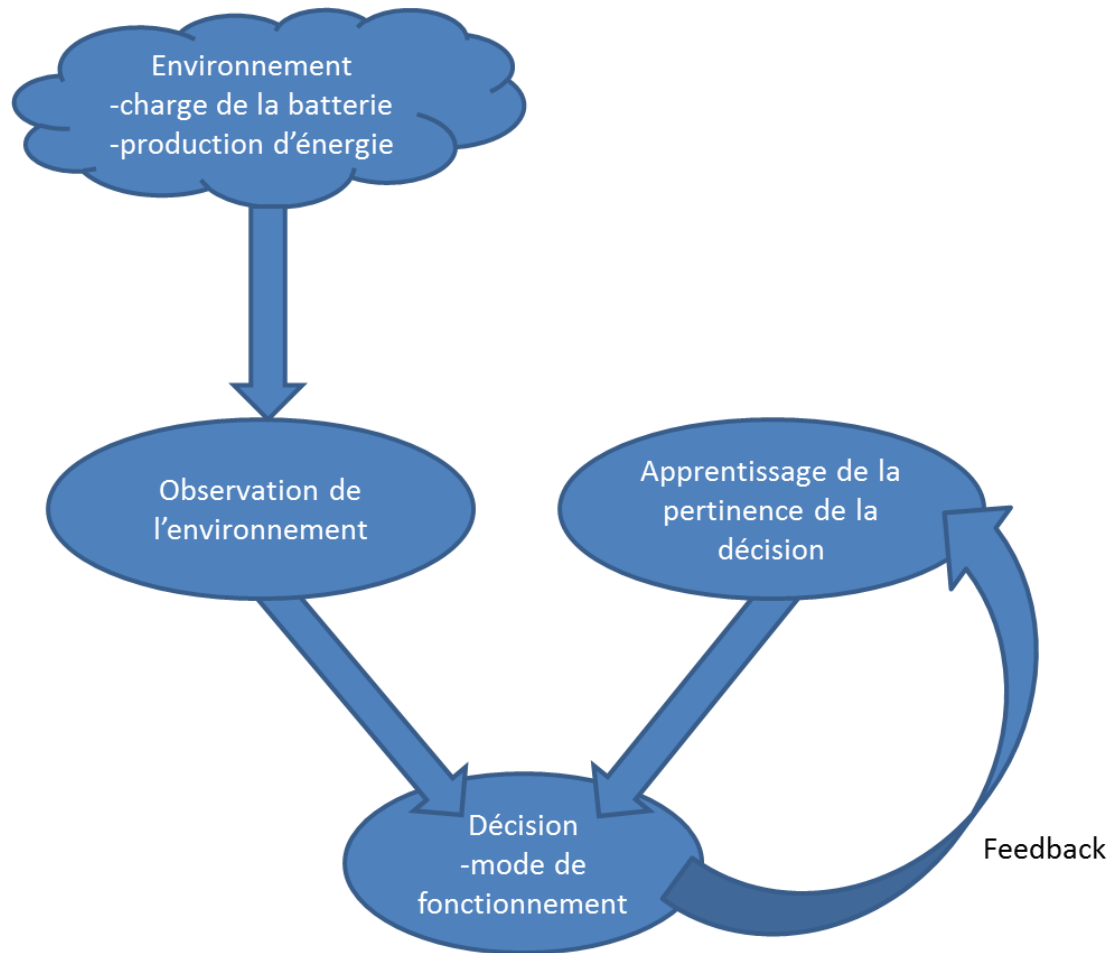 Environnement
-charge de la batterie
-production d’énergie
Observation de
l’environnement
Apprentissage de la
pertinence de la
décision
Décision
-mode de
fonctionnement
Feedback